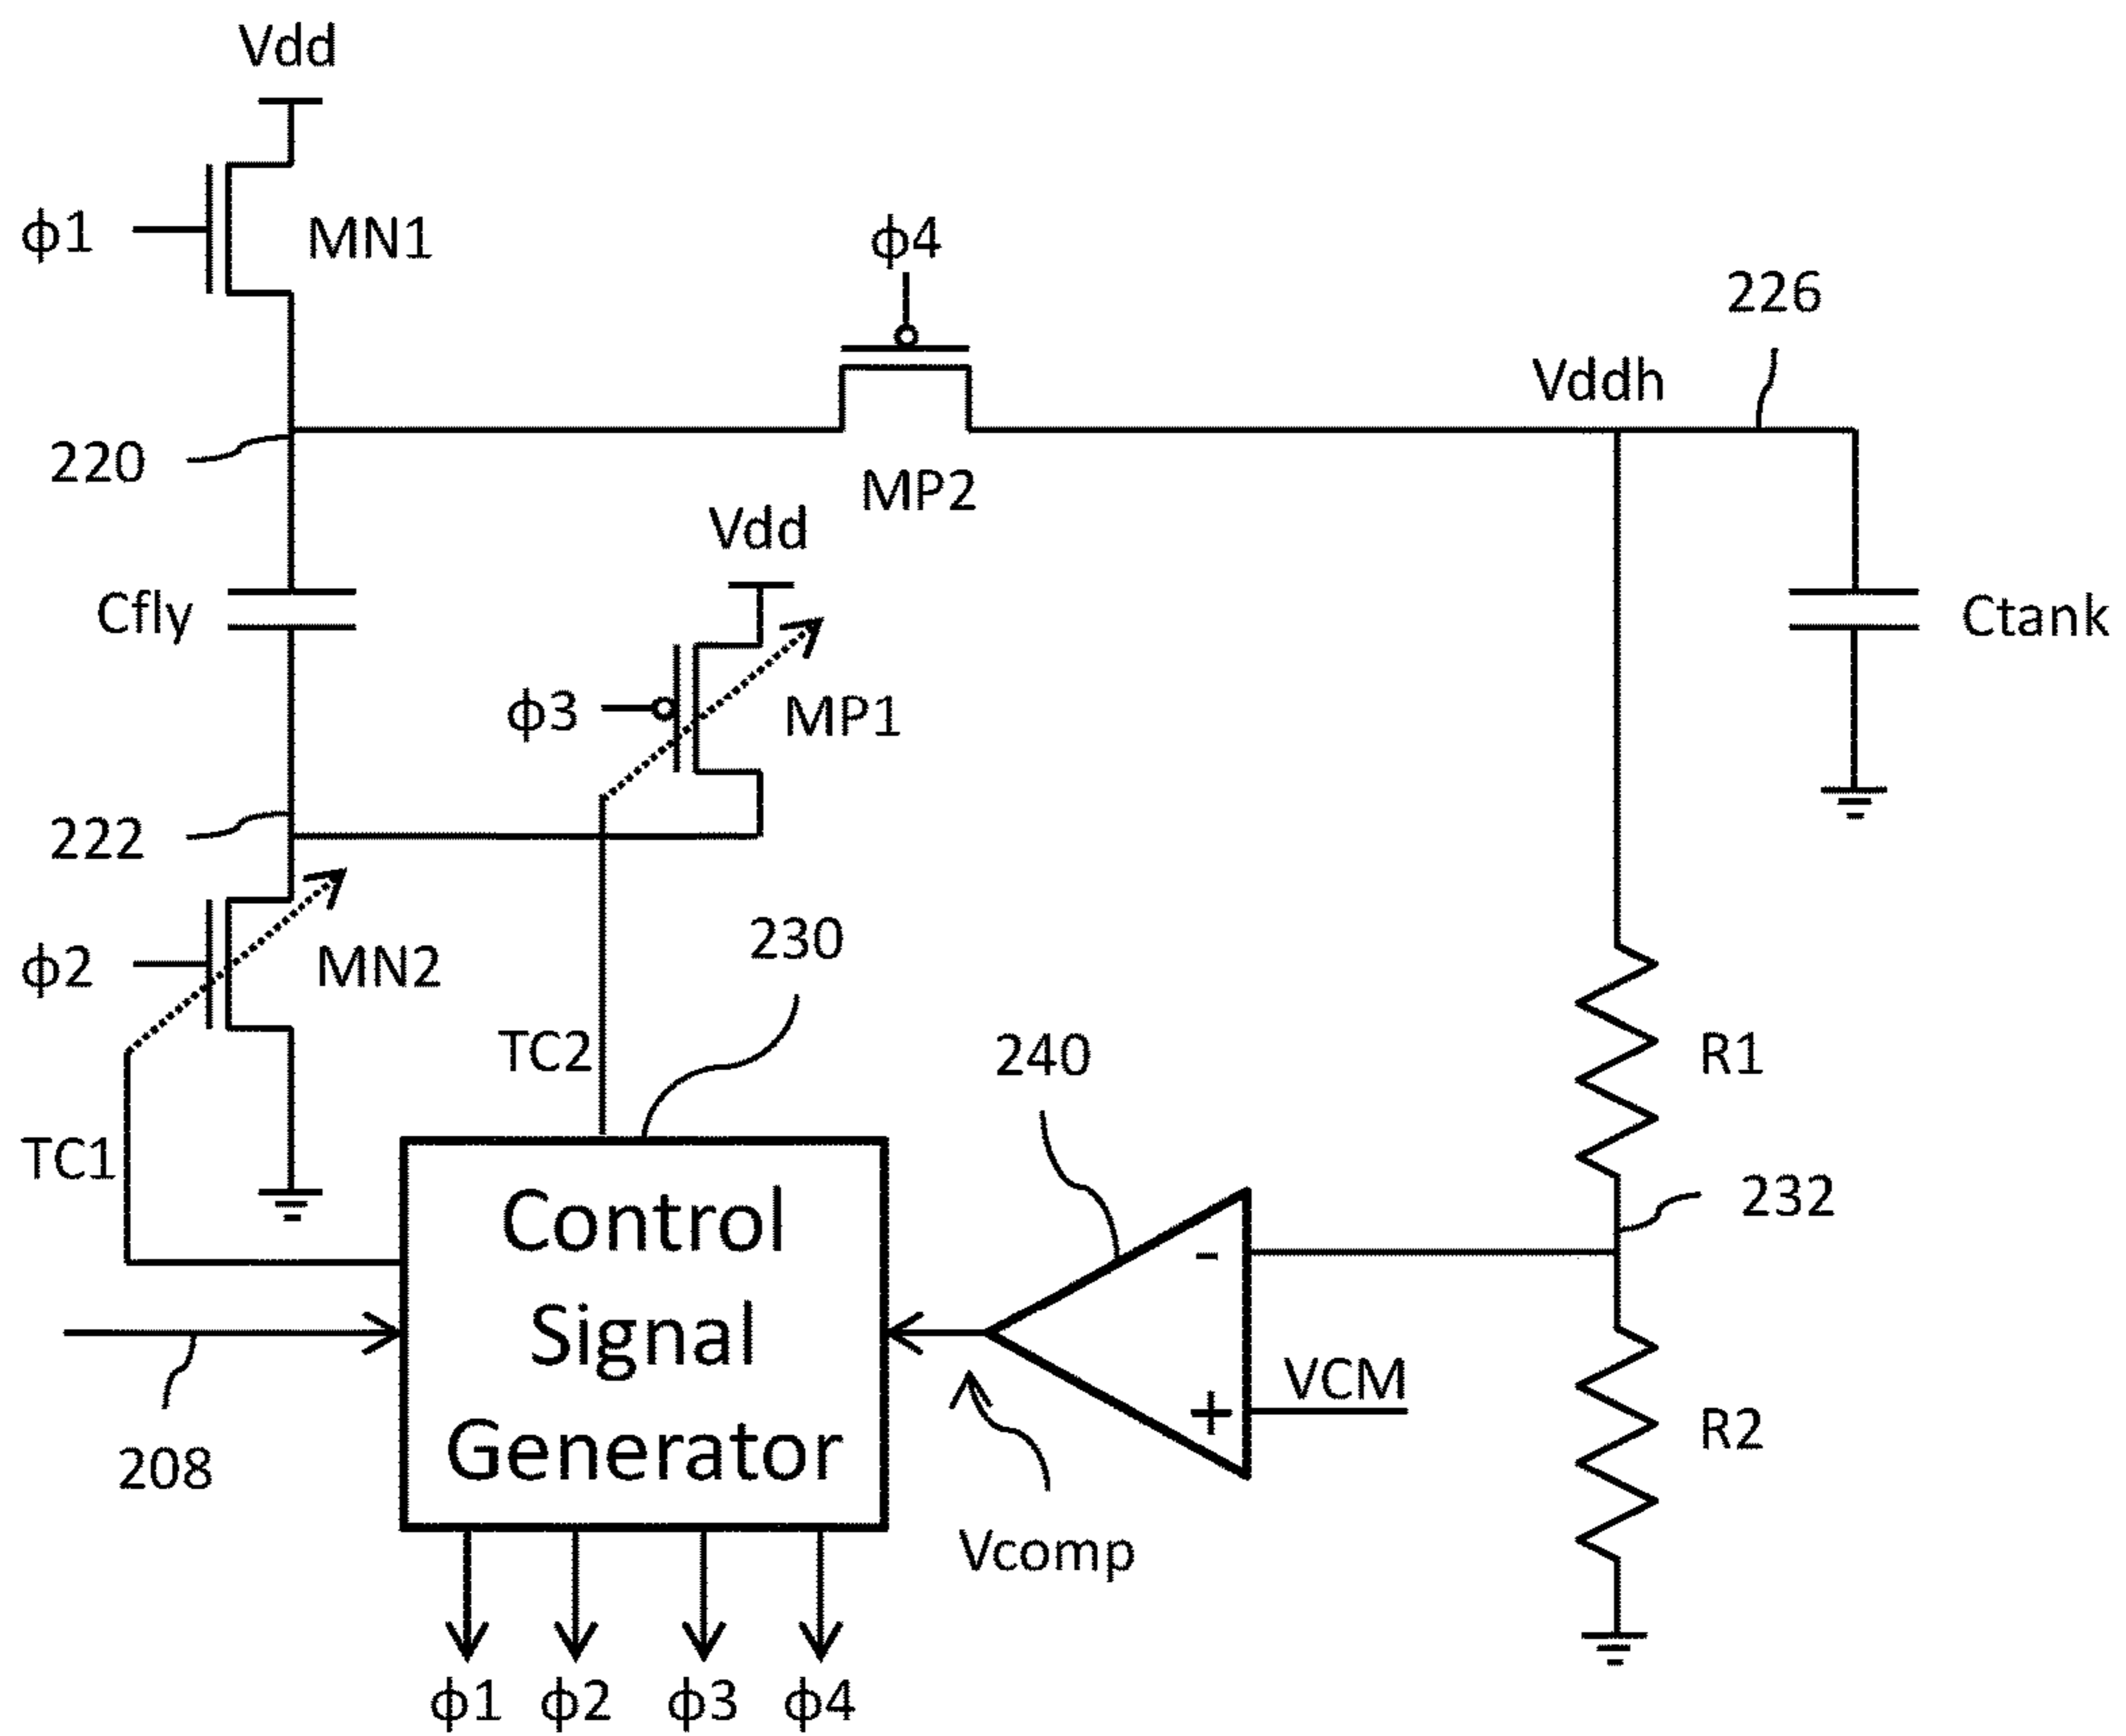 Vdd
ϕ1
MN1
ϕ4
226
Vddh
220
MP2
Vdd
Cfly
Ctank
ϕ3
MP1
222
230
ϕ2
MN2
TC2
240
R1
TC1
232
Control
Signal
Generator
-
+
VCM
R2
208
Vcomp
ϕ1 ϕ2 ϕ3 ϕ4